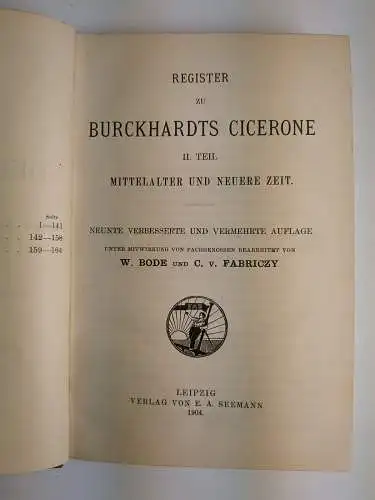 Seite
. . 1—141
. . 142—158
. . 159—164
REGISTER
ZU
BURCKHARDTS CICERONE
II. TEIL.
MITTELALTER UND NEUERE ZEIT.
NEUNTE VERBESSERTE UND VERMEHRTE AUFLAGE
UNTER MITWIRKUNG VON FACHGENOSSEN BEARBEITET VON
W. BODE UND C. v. FABRICZY
LEIPZIG
VERLAG VON E. A. SEEMANN
1904.